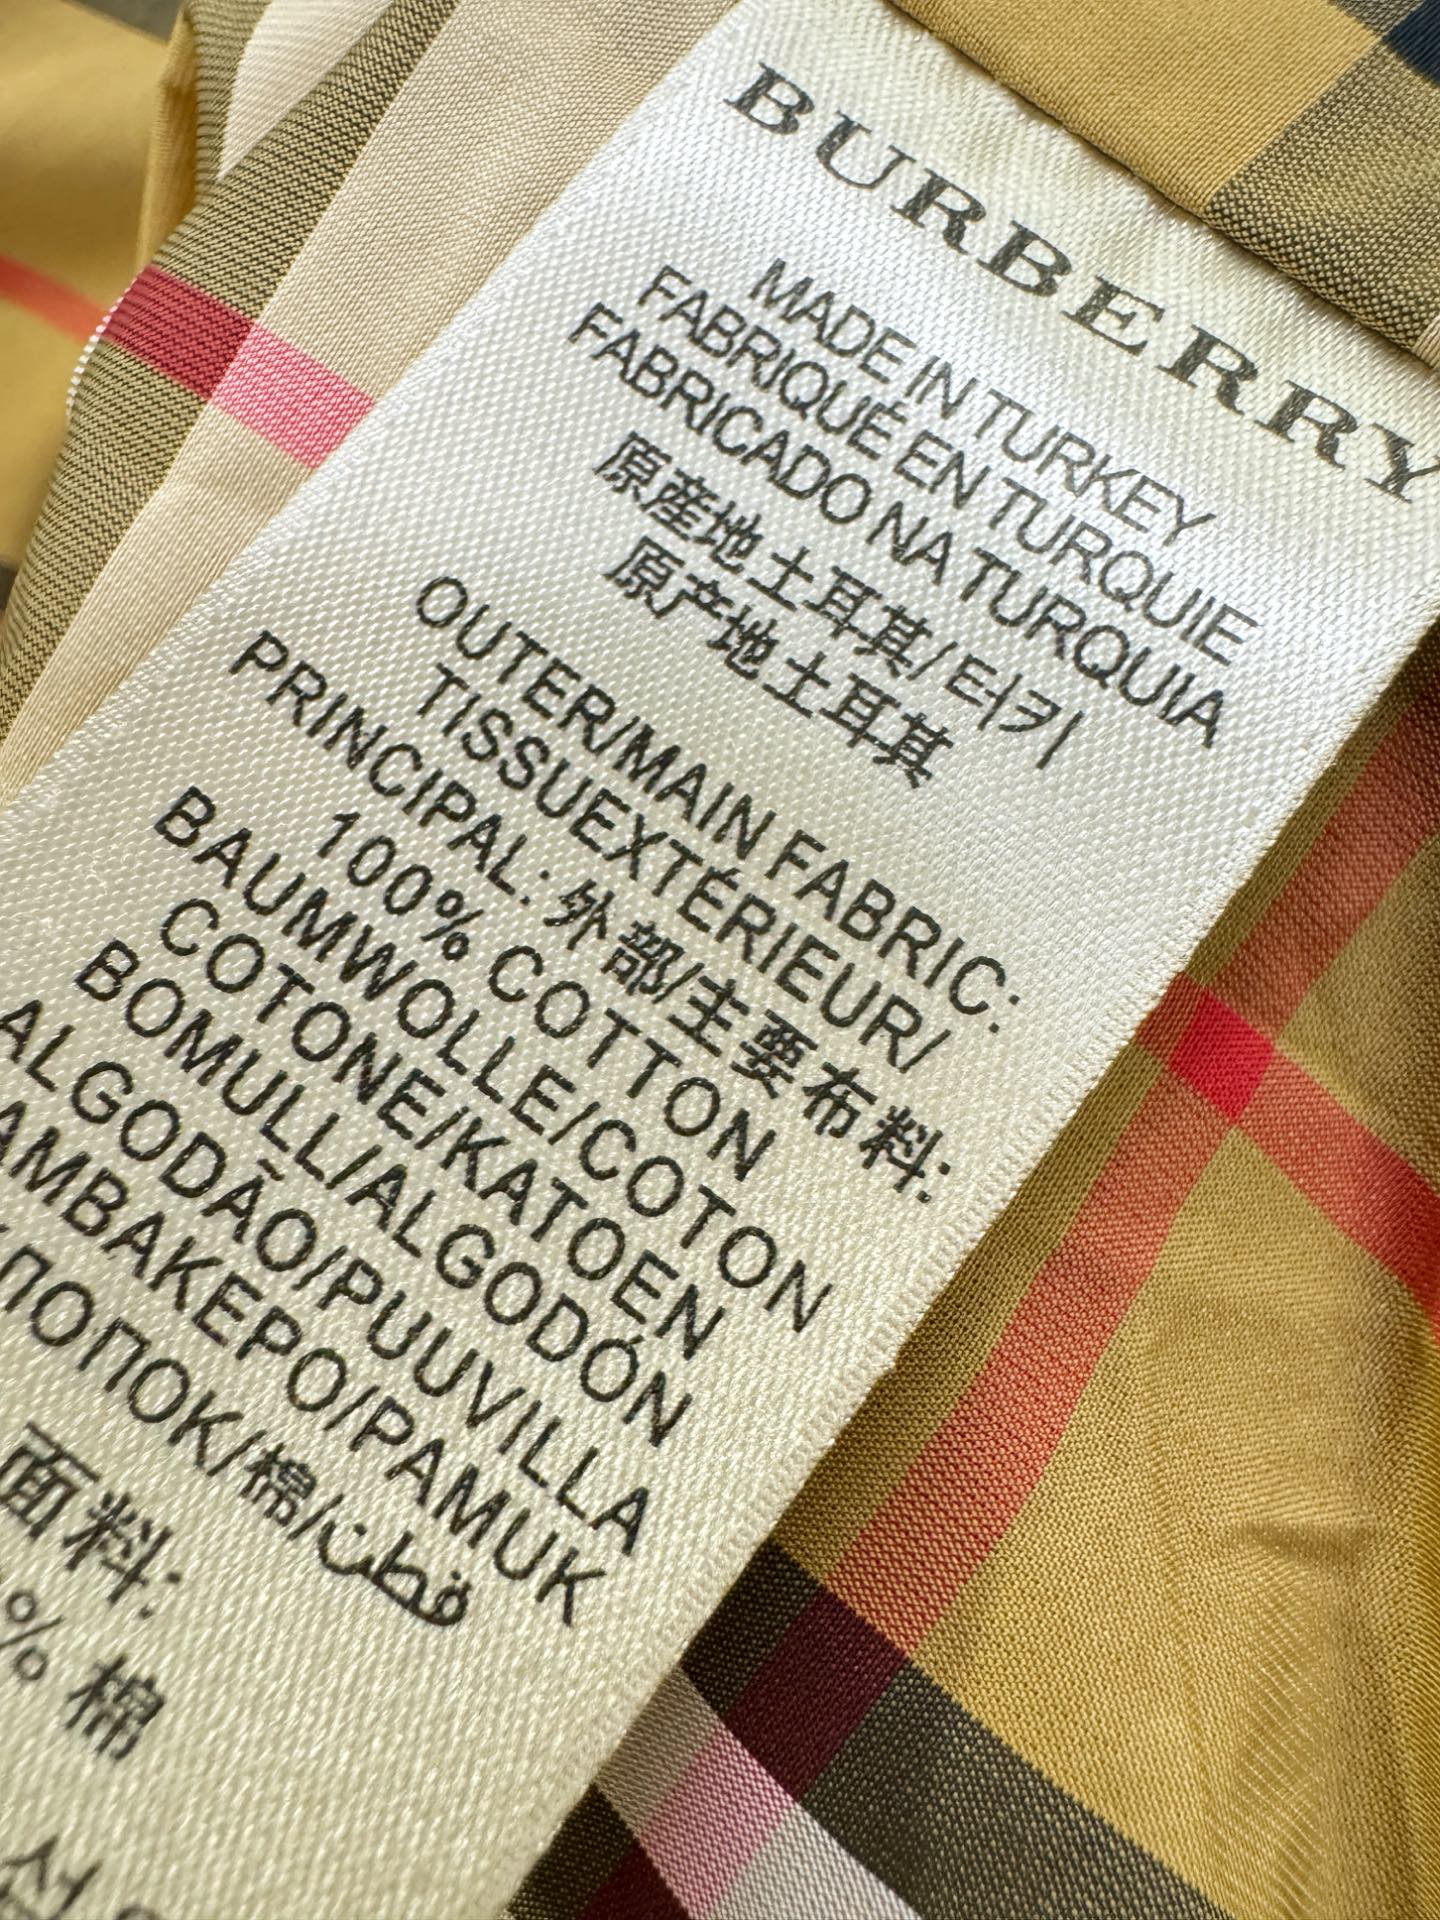 BURBERRY
MADE IN TURKEY
FABRIQUÉ EN TURQUIE
FABRICADO NA TURQUIA
原産地土耳其/터키
原产地土耳其
OUTER/MAIN FABRIC:
TISSUEXTÉRIEUR/
PRINCIPAL: 外部/主要布料:
100% COTTON
BAUMWOLLE/COTON
COTONE/KATOEN
BOMULL/ALGODÓN
ALGODÃO/PUUVILLA
ΑΜΒΑΚΕΡΟ/PAMUK
ХЛОПОК/棉/قطن
面料:
% 棉